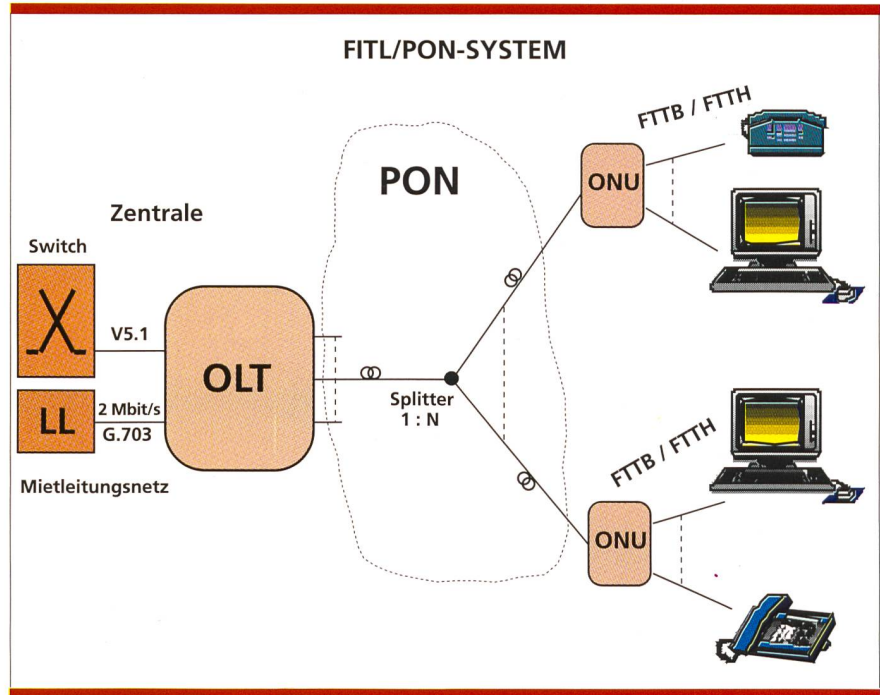 FITL/PON-SYSTEM
FTTB / FTTH
PON
ONU
Zentrale
Switch
V5.1
OLT
Splitter
1 : N
LL
2 Mbit/s
G.703
Mietleitungsnetz
FTTB / FTTH
ONU